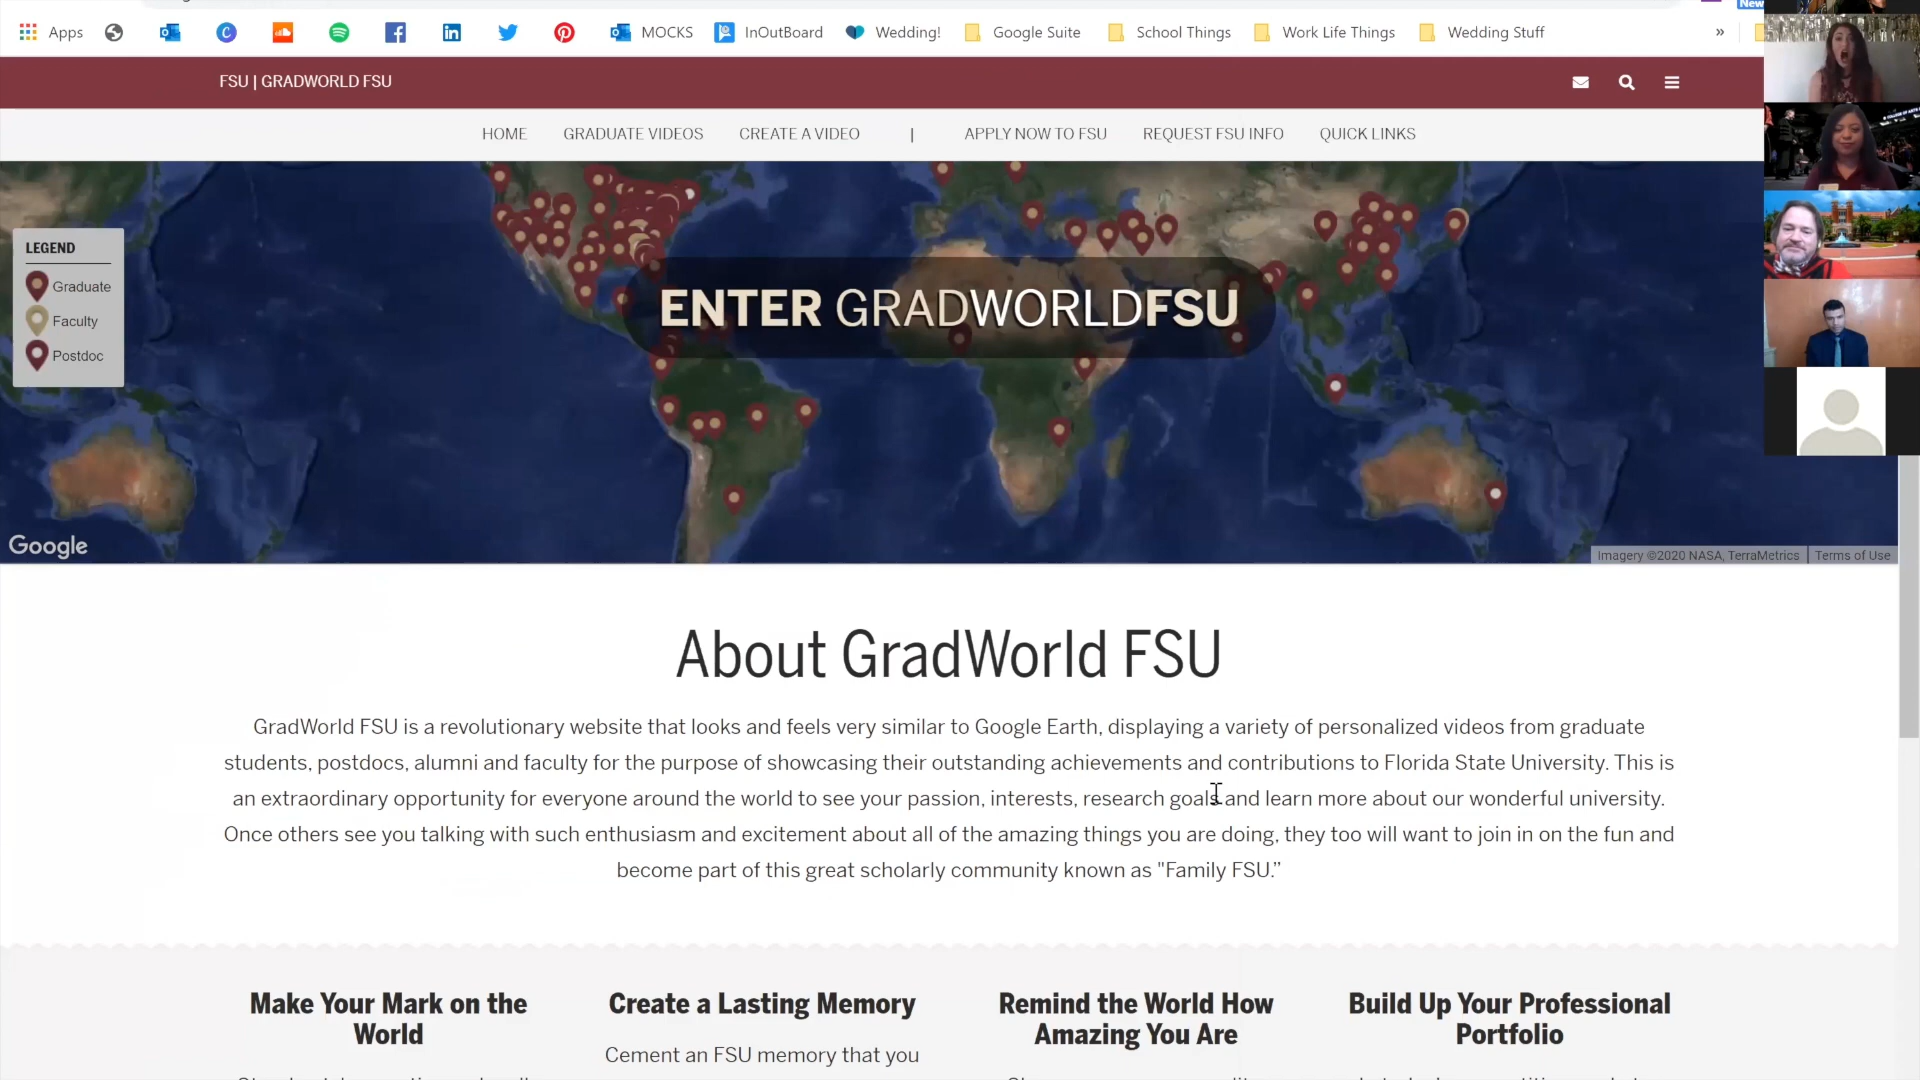 New
Apps
MOCKS
InOutBoard
Wedding!
Google Suite
School Things
Work Life Things
Wedding Stuff
»
FSU | GRADWORLD FSU
HOME
GRADUATE VIDEOS
CREATE A VIDEO
|
APPLY NOW TO FSU
REQUEST FSU INFO
QUICK LINKS
LEGEND
Graduate
Faculty
Postdoc
ENTER GRADWORLDFSU
Google
Imagery ©2020 NASA, TerraMetrics
Terms of Use
About GradWorld FSU
GradWorld FSU is a revolutionary website that looks and feels very similar to Google Earth, displaying a variety of personalized videos from graduate
students, postdocs, alumni and faculty for the purpose of showcasing their outstanding achievements and contributions to Florida State University. This is
an extraordinary opportunity for everyone around the world to see your passion, interests, research goals and learn more about our wonderful university.
Once others see you talking with such enthusiasm and excitement about all of the amazing things you are doing, they too will want to join in on the fun and
become part of this great scholarly community known as "Family FSU.”
Make Your Mark on the
World
Create a Lasting Memory
Cement an FSU memory that you
Remind the World How
Amazing You Are
Build Up Your Professional
Portfolio